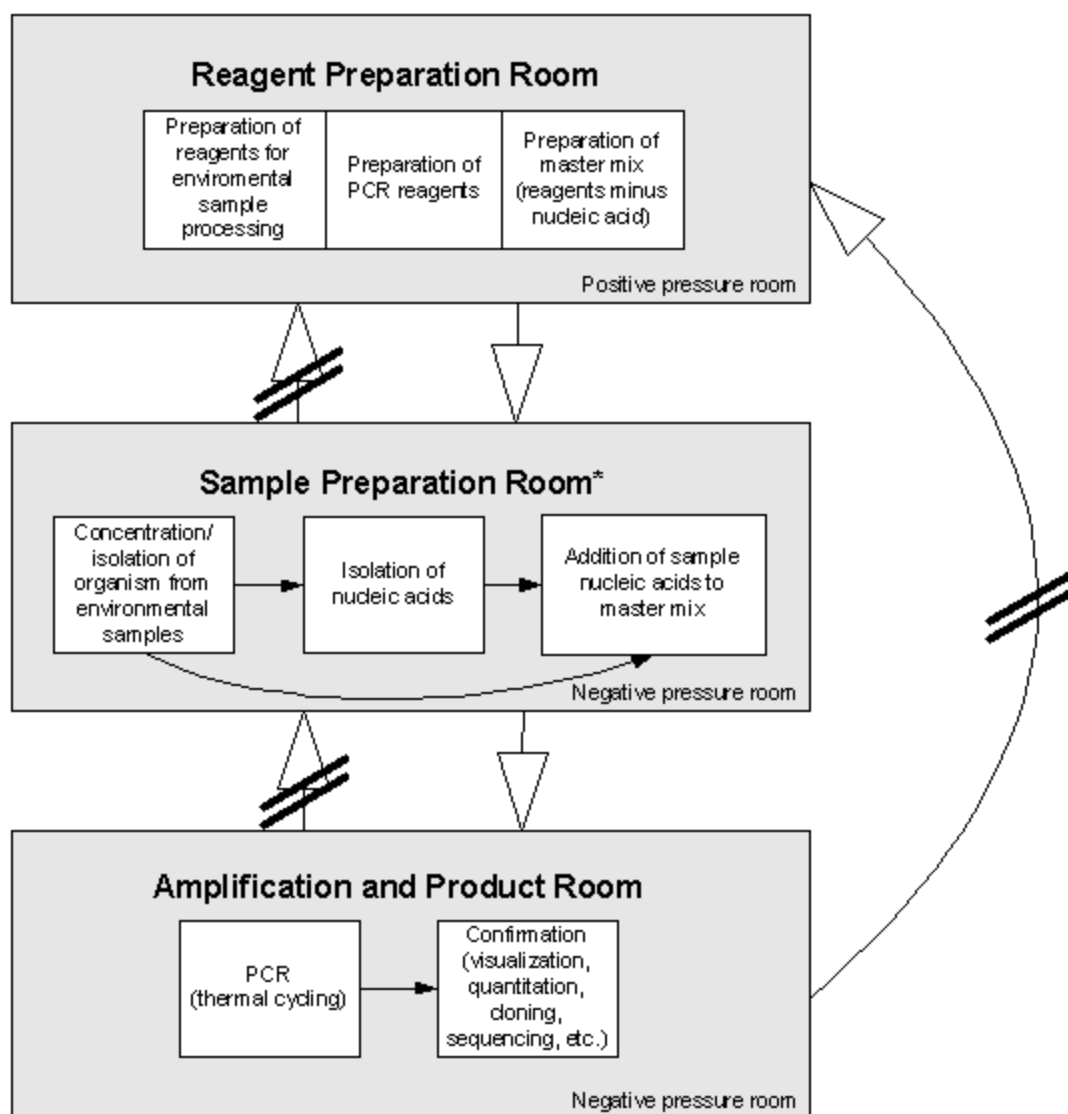 Reagent Preparation Room
Preparation of
reagents for
enviromental
sample
processing
Preparation of
PCR reagents
Preparation of
master mix
(reagents minus
nucleic acid)
Positive pressure room
Sample Preparation Room*
Concentration/
isolation of
organism from
environmental
samples
Isolation of
nucleic acids
Addition of sample
nucleic acids to
master mix
Negative pressure room
Amplification and Product Room
PCR
(thermal cycling)
Confirmation
(visualization,
quantitation,
cloning,
sequencing, etc.)
Negative pressure room